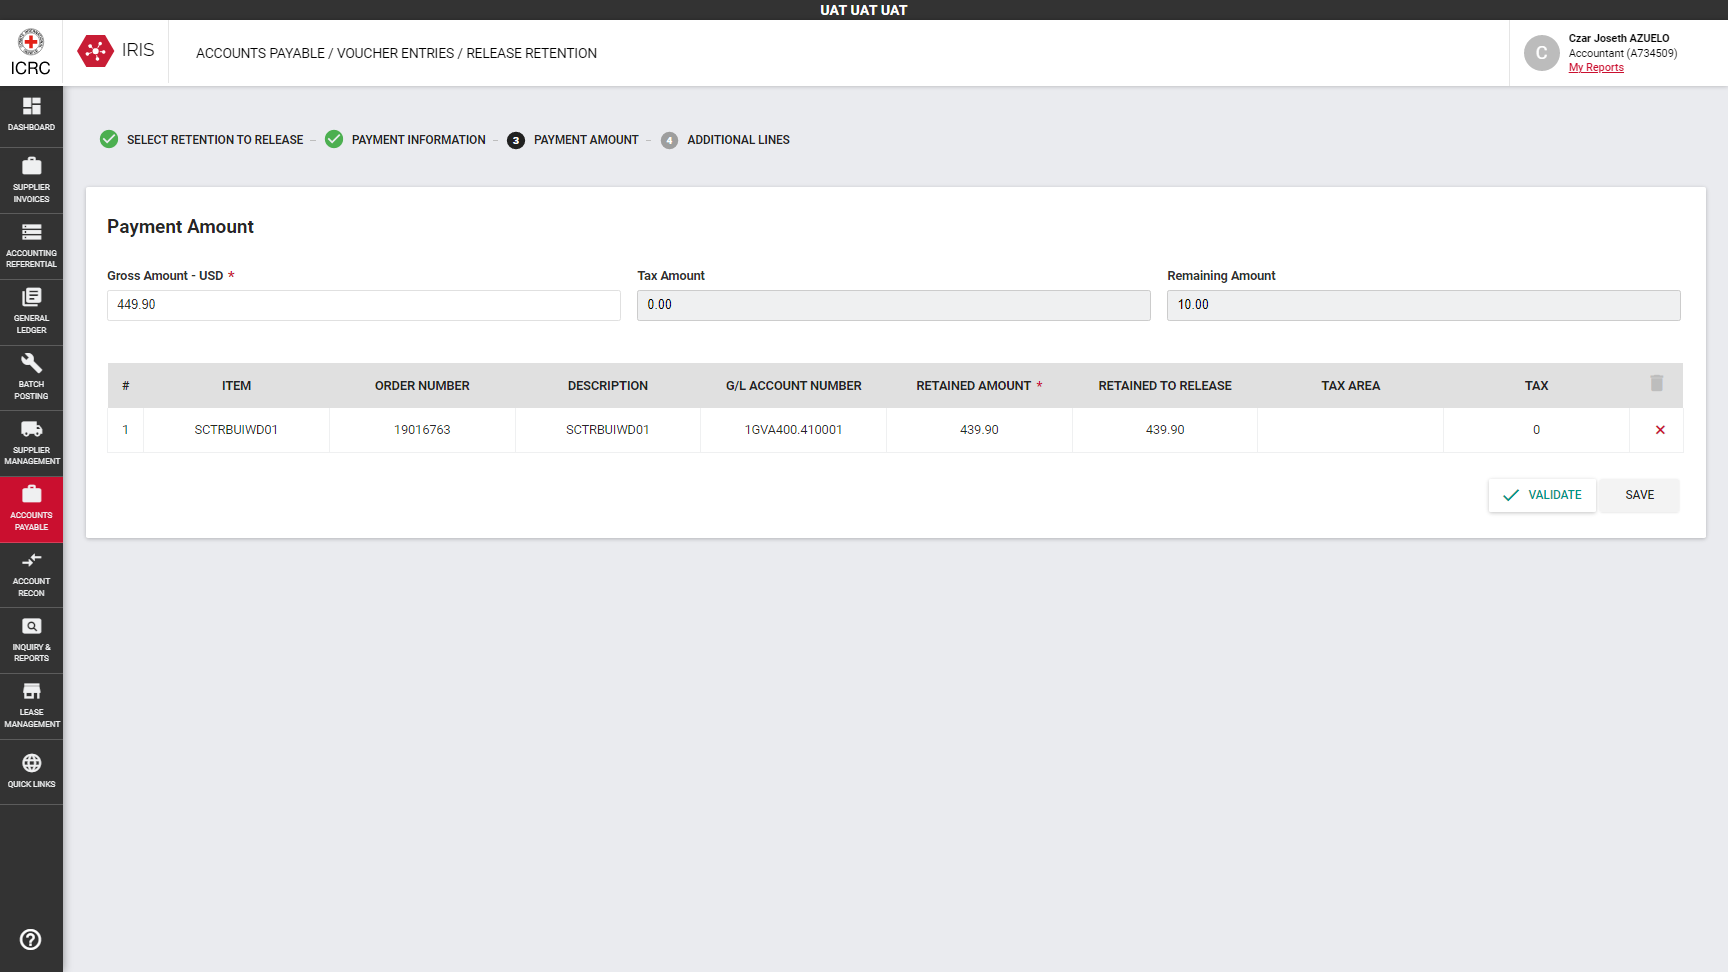 UAT UAT UAT
ICRC
IRIS
ACCOUNTS PAYABLE / VOUCHER ENTRIES / RELEASE RETENTION
C
Czar Joseth AZUELO
Accountant (A734509)
My Reports
DASHBOARD
SUPPLIER
INVOICES
ACCOUNTING
REFERENTIAL
GENERAL
LEDGER
BATCH
POSTING
SUPPLIER
MANAGEMENT
ACCOUNTS
PAYABLE
ACCOUNT
RECON
INQUIRY &
REPORTS
LEASE
MANAGEMENT
QUICK LINKS
SELECT RETENTION TO RELEASE – PAYMENT INFORMATION – 3 PAYMENT AMOUNT – 4 ADDITIONAL LINES
Payment Amount
Gross Amount - USD * Tax Amount Remaining Amount
449.90 0.00 10.00
# ITEM ORDER NUMBER DESCRIPTION G/L ACCOUNT NUMBER RETAINED AMOUNT * RETAINED TO RELEASE TAX AREA TAX
1 SCTRBUIWD01 19016763 SCTRBUIWD01 1GVA400.410001 439.90 439.90 0
VALIDATE SAVE